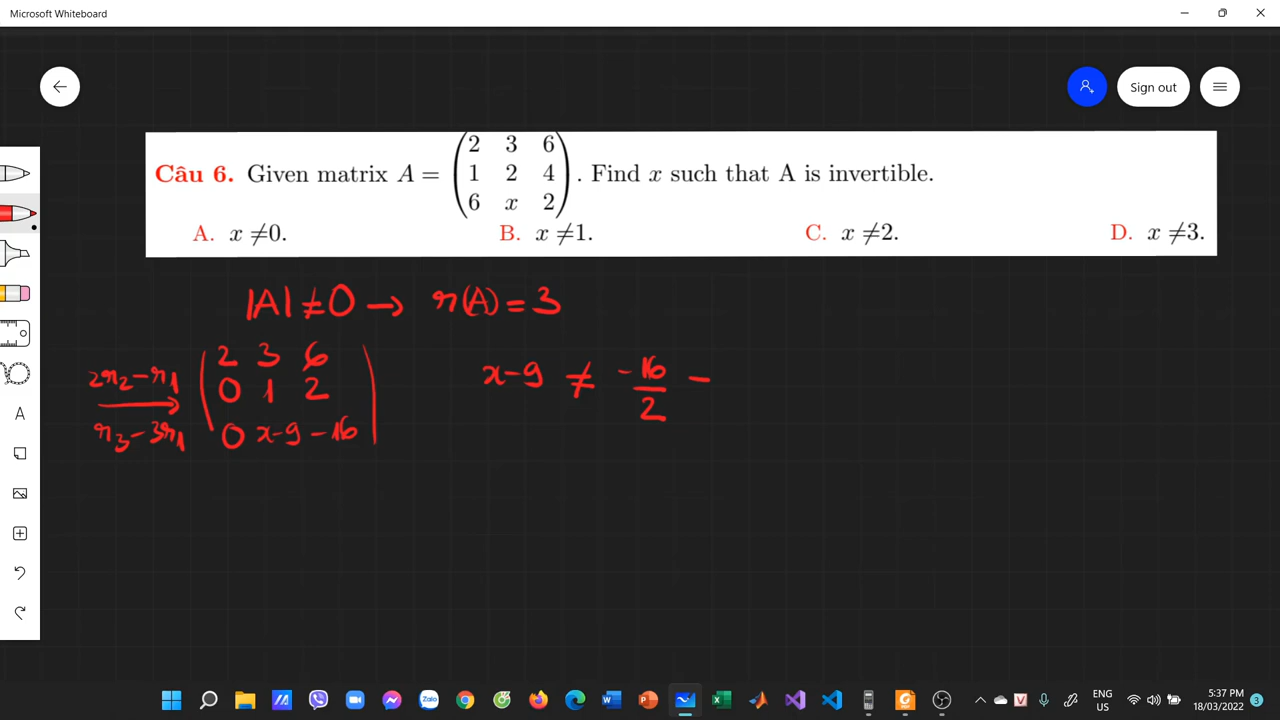 Microsoft Whiteboard
Sign out
Câu 6. Given matrix A = (2 3 6
1 2 4
6 x 2). Find x such that A is invertible.
A. x ≠0. B. x ≠1. C. x ≠2. D. x ≠3.
|A| ≠ 0 → r(A) = 3
2r2 − r1
r3 − 3r1
2 3 6
0 1 2
0 x-9 -16
x-9 ≠ -16/2 −
A
Zalo
ENG
US
V
5:37 PM
18/03/2022
3